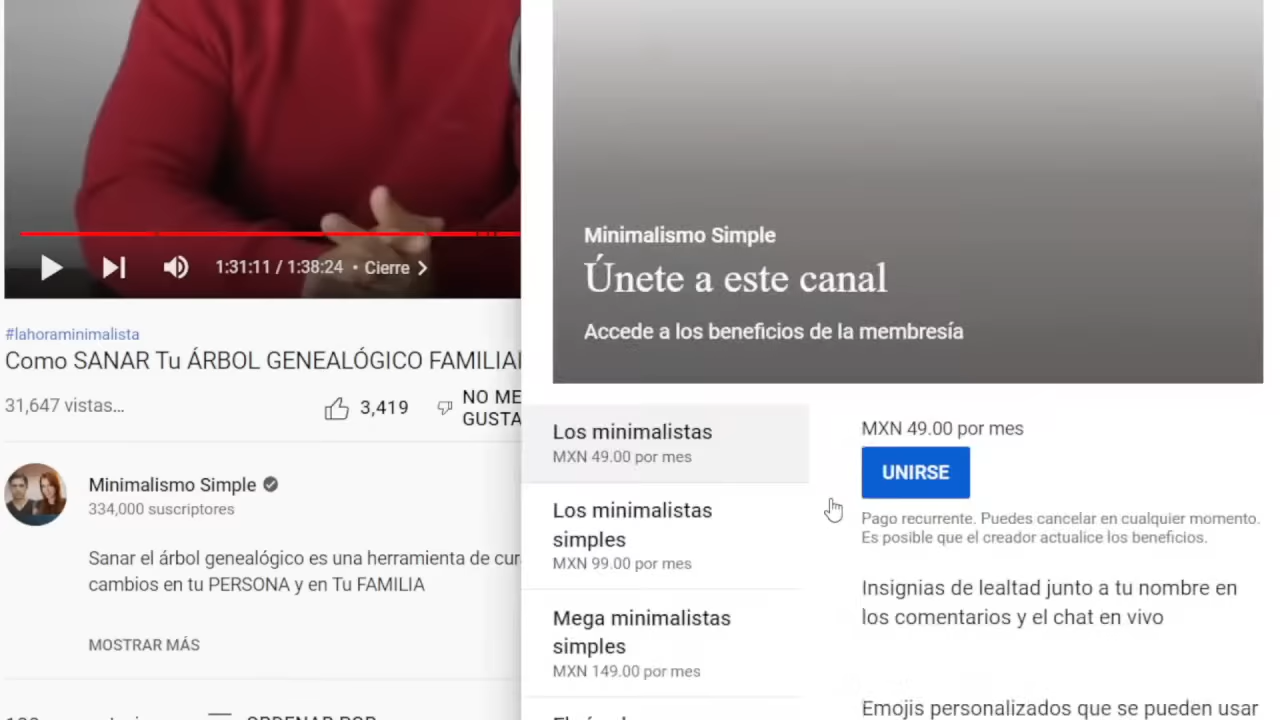 1:31:11 / 1:38:24 • Cierre
#lahoraminimalista
Como SANAR Tu ÁRBOL GENEALÓGICO
31,647 vistas…
3,419
NO ME
Minimalismo Simple
334,000 suscriptores
Sanar el árbol genealógico es una herramienta de
cambios en tu PERSONA y en Tu FAMILIA
MOSTRAR MÁS
ORDENAR POR
Minimalismo Simple
Únete a este canal
Accede a los beneficios de la membresía
Los minimalistas
MXN 49.00 por mes
Los minimalistas
simples
MXN 99.00 por mes
Mega minimalistas
simples
MXN 149.00 por mes
MXN 49.00 por mes
UNIRSE
Pago recurrente. Puedes cancelar en cualquier momento.
Es posible que el creador actualice los beneficios.
Insignias de lealtad junto a tu nombre en
los comentarios y el chat en vivo
Emojis personalizados que se pueden usar